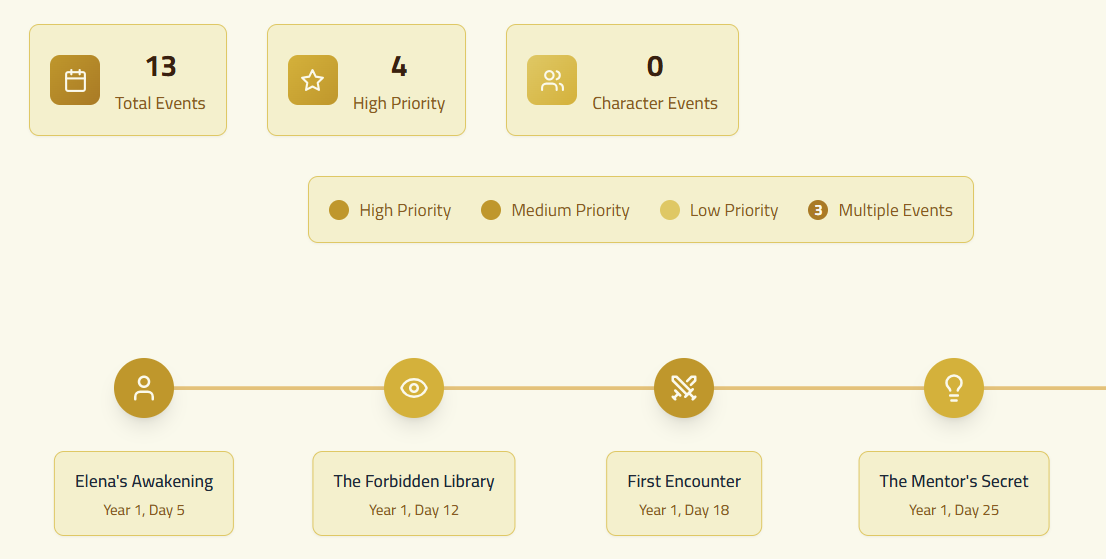 13
Total Events
4
High Priority
0
Character Events
High Priority
Medium Priority
Low Priority
3
Multiple Events
Elena's Awakening
Year 1, Day 5
The Forbidden Library
Year 1, Day 12
First Encounter
Year 1, Day 18
The Mentor's Secret
Year 1, Day 25